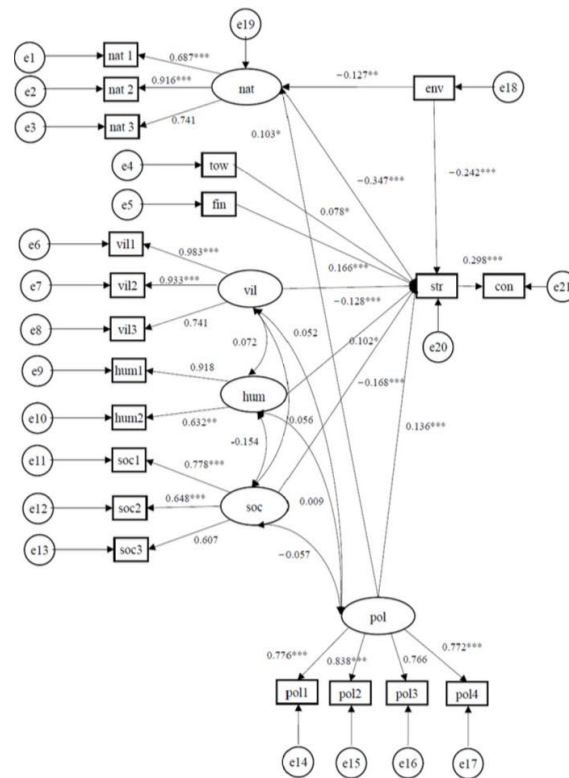 e19
e1
nat 1
0.687***
e2
nat 2
0.916***
nat
−0.127**
env
e18
e3
nat 3
0.741
0.103*
−0.347***
−0.242***
e4
tow
e5
fin
0.078*
e6
vil1
0.983***
0.166***
0.298***
e7
vil2
0.933***
vil
str
con
e21
−0.128***
e8
vil3
0.741
0.052
e20
0.072
0.102*
e9
hum1
0.918
hum
−0.168***
e10
hum2
0.632**
0.056
0.136***
-0.154
e11
soc1
0.778***
e12
soc2
0.648***
soc
0.009
e13
soc3
0.607
−0.057
pol
0.776***
0.838***
0.766
0.772***
pol1
pol2
pol3
pol4
e14
e15
e16
e17